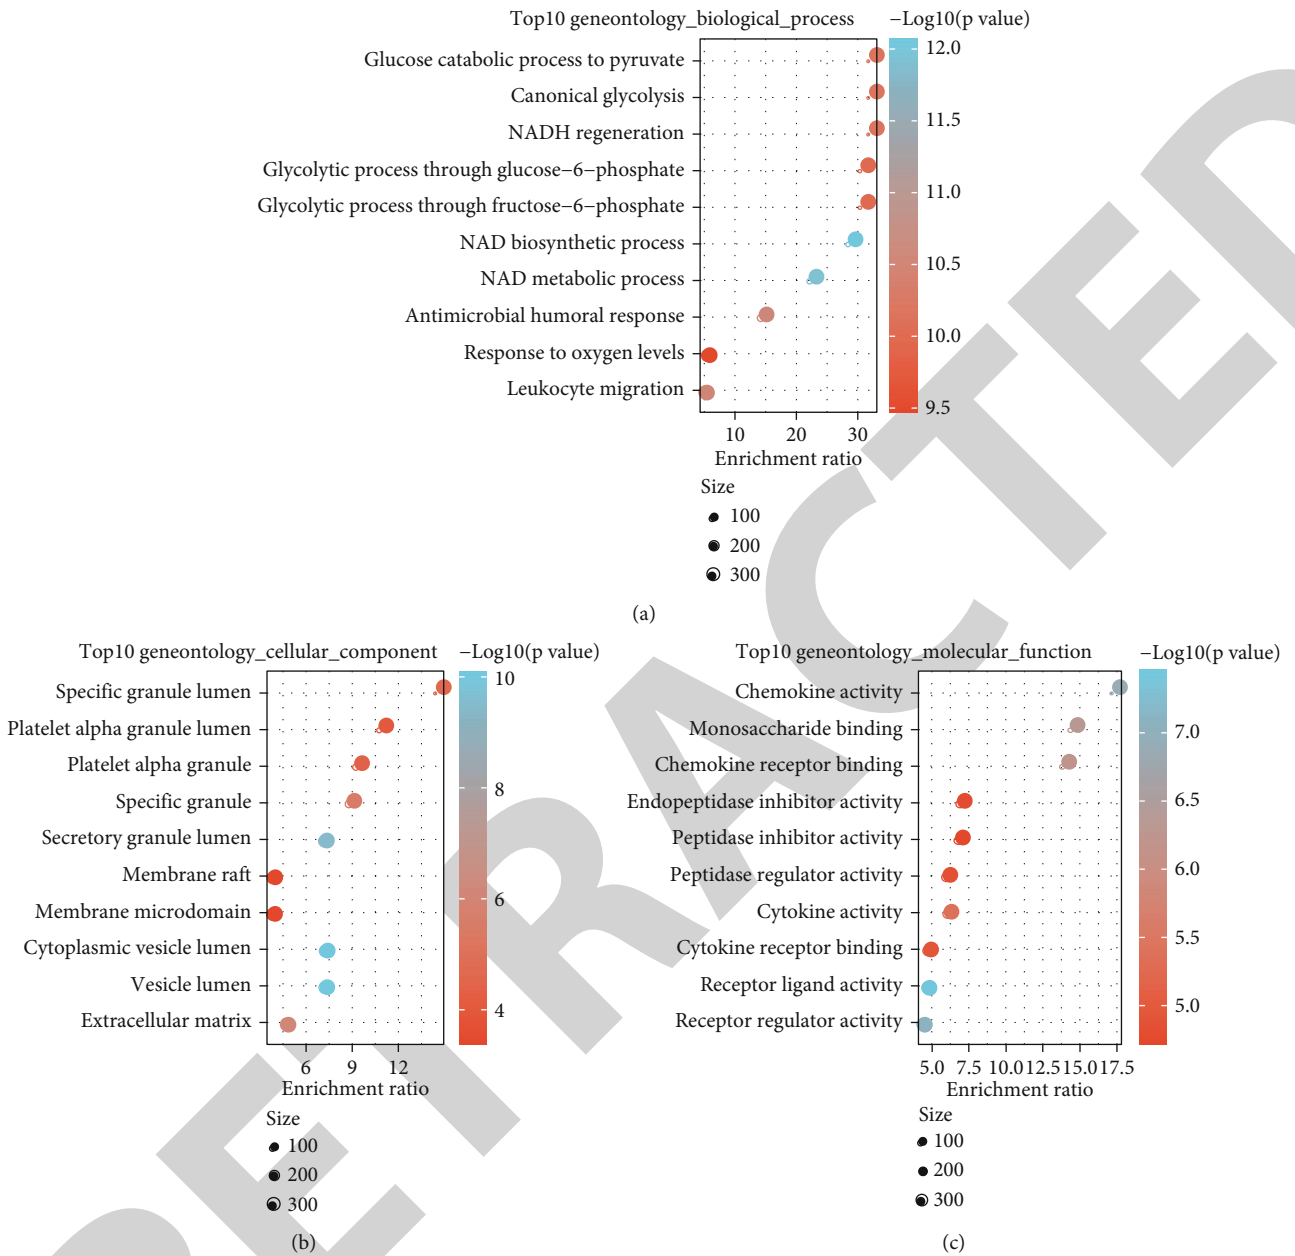 Top10 geneontology_biological_process
−Log10(p value)
Glucose catabolic process to pyruvate
Canonical glycolysis
NADH regeneration
Glycolytic process through glucose−6−phosphate
Glycolytic process through fructose−6−phosphate
NAD biosynthetic process
NAD metabolic process
Antimicrobial humoral response
Response to oxygen levels
Leukocyte migration
12.0
11.5
11.0
10.5
10.0
9.5
10 20 30
Enrichment ratio
Size
100
200
300
(a)
Top10 geneontology_cellular_component
−Log10(p value)
Specific granule lumen
Platelet alpha granule lumen
Platelet alpha granule
Specific granule
Secretory granule lumen
Membrane raft
Membrane microdomain
Cytoplasmic vesicle lumen
Vesicle lumen
Extracellular matrix
10
8
6
4
6 9 12
Enrichment ratio
Size
100
200
300
(b)
Top10 geneontology_molecular_function
−Log10(p value)
Chemokine activity
Monosaccharide binding
Chemokine receptor binding
Endopeptidase inhibitor activity
Peptidase inhibitor activity
Peptidase regulator activity
Cytokine activity
Cytokine receptor binding
Receptor ligand activity
Receptor regulator activity
7.0
6.5
6.0
5.5
5.0
5.0 7.5 10.0 12.5 15.0 17.5
Enrichment ratio
Size
100
200
300
(c)
RETRACTED